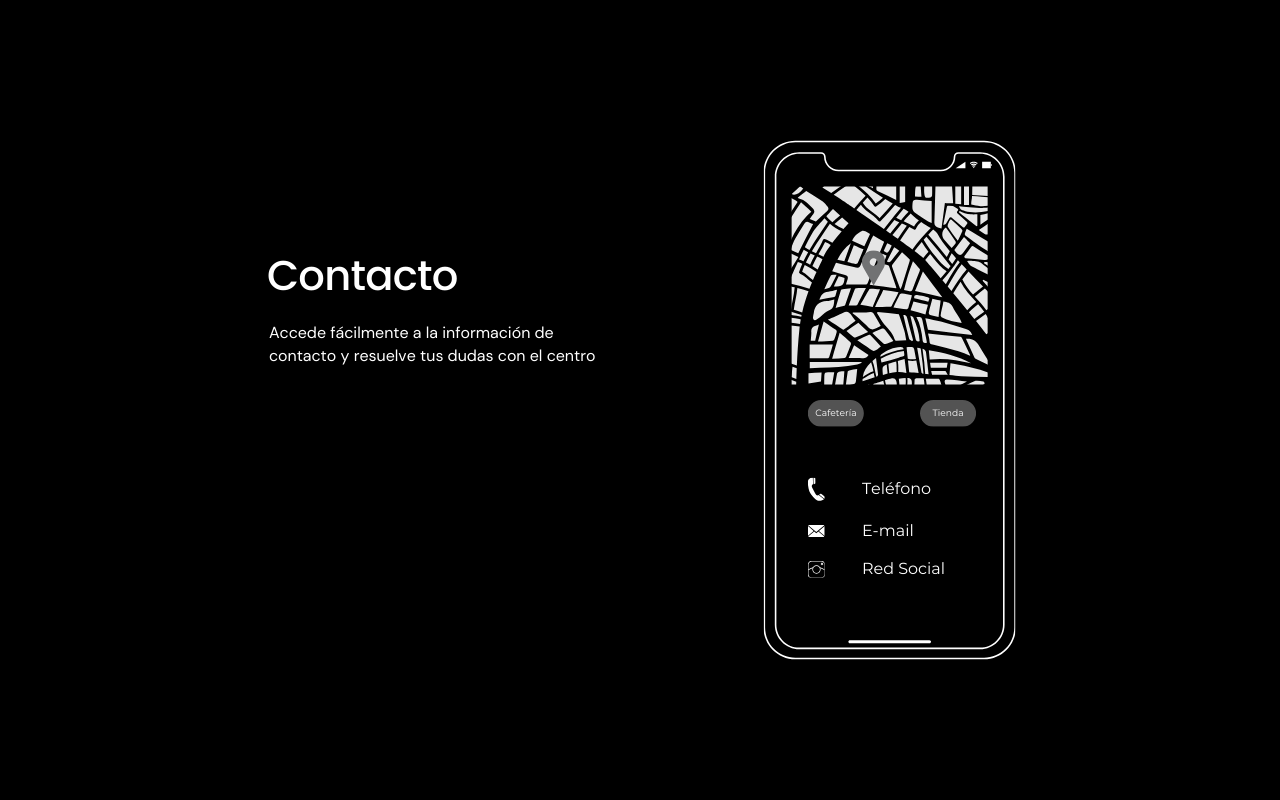 Contacto
Accede fácilmente a la información de
contacto y resuelve tus dudas con el centro
Cafetería
Tienda
Teléfono
E-mail
Red Social